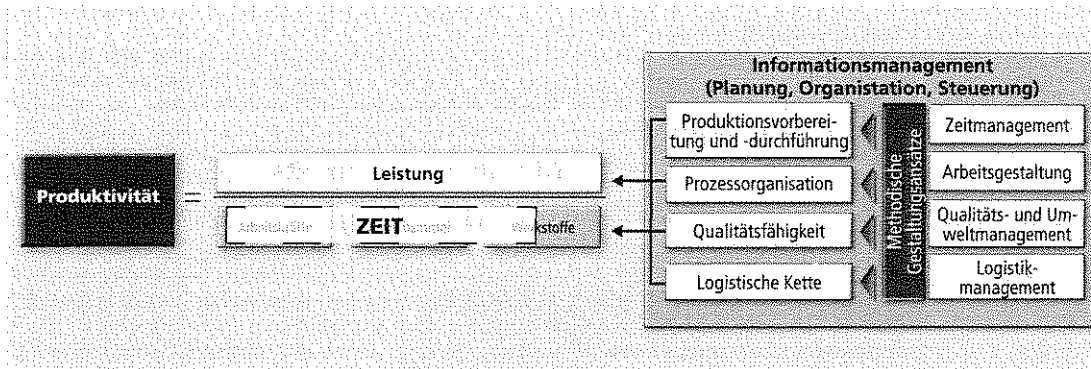 Informationsmanagement
(Planung, Organistation, Steuerung)
Produktivität
=
Leistung
ZEIT
kstoffe
Produktionsvorberei-
tung und -durchführung
Prozessorganisation
Qualitätsfähigkeit
Logistische Kette
Methodische
Gestaltungsansätze
Zeitmanagement
Arbeitsgestaltung
Qualitäts- und Um-
weltmanagement
Logistik-
management